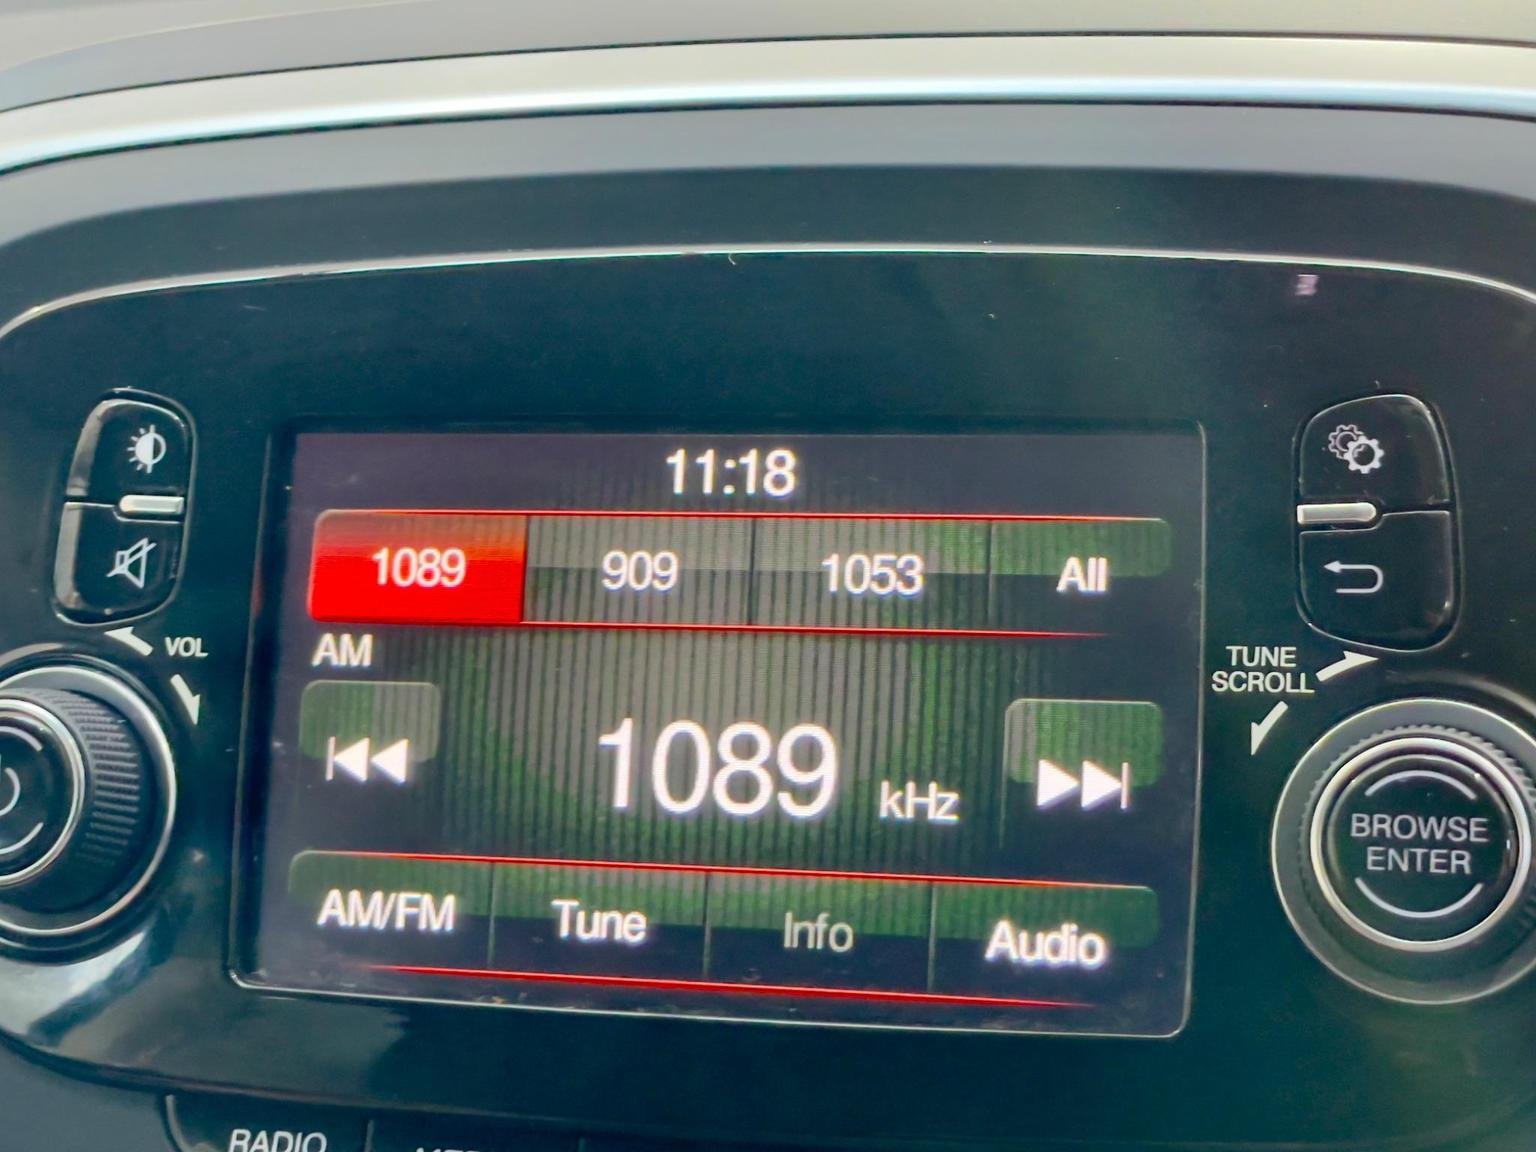 11:18
1089 909 1053 All
AM
VOL
TUNE
SCROLL
1089 kHz
BROWSE
ENTER
AM/FM Tune Info Audio
RADIO